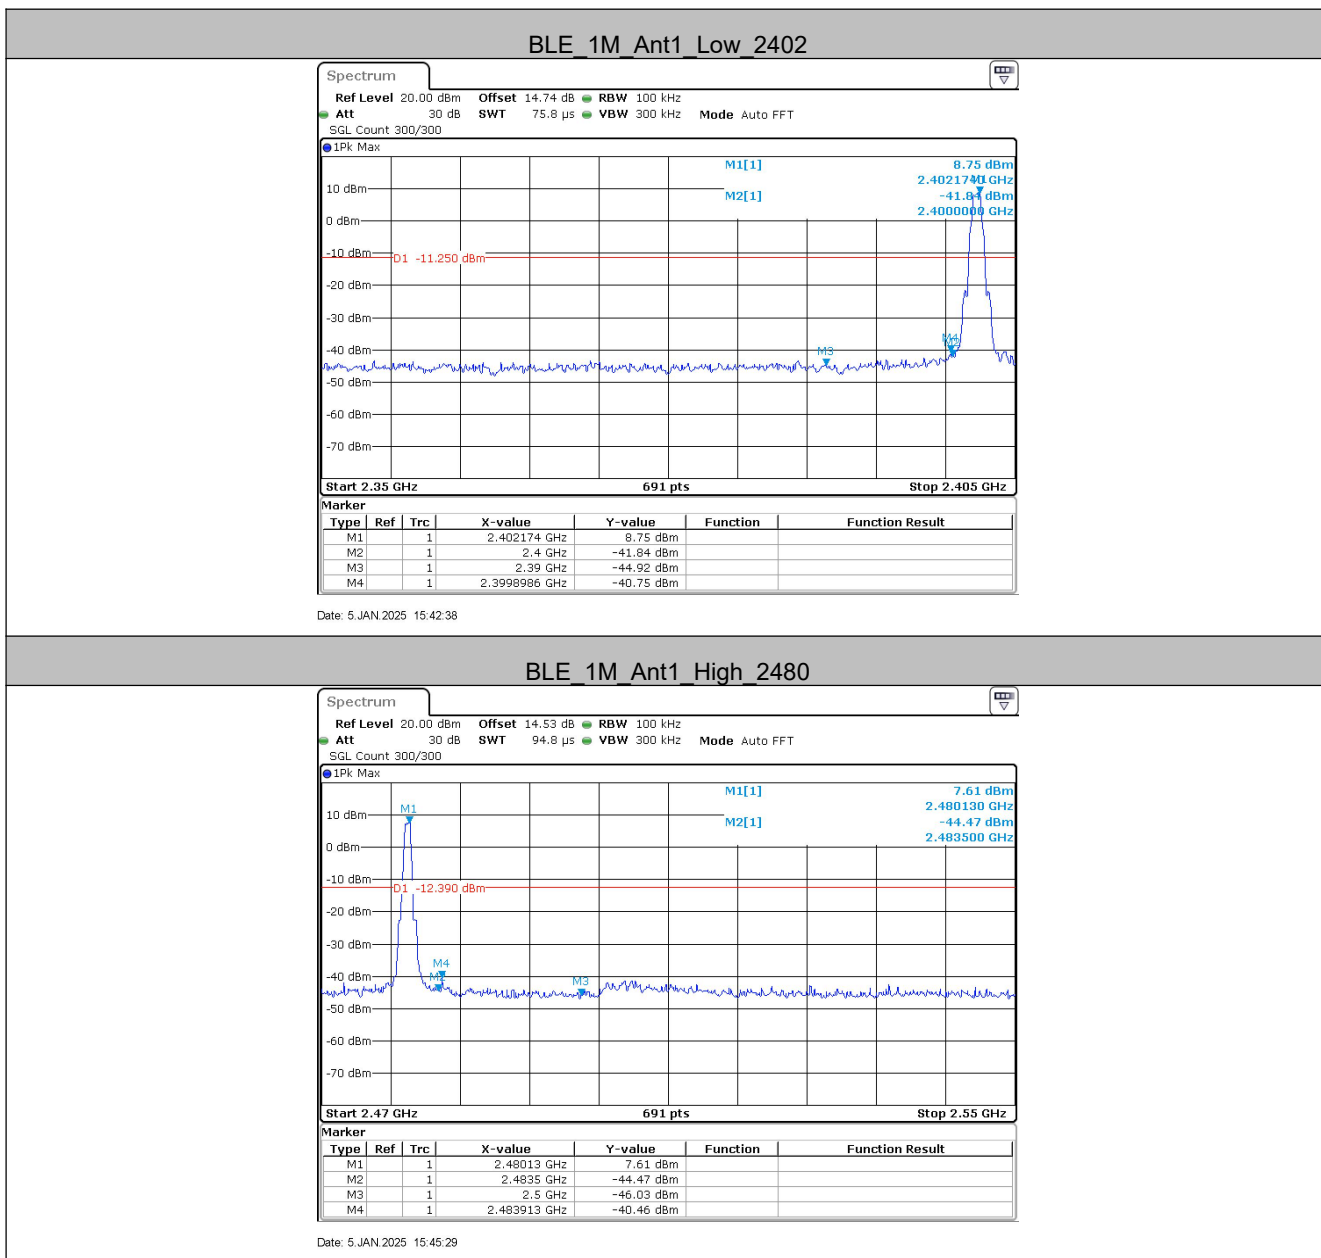 BLE_1M_Ant1_Low_2402
Spectrum
Ref Level 20.00 dBm Offset 14.74 dB RBW 100 kHz
Att 30 dB SWT 75.8 µs VBW 300 kHz Mode Auto FFT
SGL Count 300/300
1Pk Max
M1[1] 8.75 dBm
2.4021740 GHz
M1
10 dBm
M2[1] -41.84 dBm
2.4000000 GHz
0 dBm
-10 dBm
D1 -11.250 dBm
-20 dBm
-30 dBm
-40 dBm
M3
M4
M2
-50 dBm
-60 dBm
-70 dBm
Start 2.35 GHz 691 pts Stop 2.405 GHz
Marker
Type Ref Trc X-value Y-value Function Function Result
M1 1 2.402174 GHz 8.75 dBm
M2 1 2.4 GHz -41.84 dBm
M3 1 2.39 GHz -44.92 dBm
M4 1 2.3998986 GHz -40.75 dBm
Date: 5.JAN.2025 15:42:38
BLE_1M_Ant1_High_2480
Spectrum
Ref Level 20.00 dBm Offset 14.53 dB RBW 100 kHz
Att 30 dB SWT 94.8 µs VBW 300 kHz Mode Auto FFT
SGL Count 300/300
1Pk Max
M1[1] 7.61 dBm
2.480130 GHz
M1
10 dBm
M2[1] -44.47 dBm
2.483500 GHz
0 dBm
-10 dBm
D1 -12.390 dBm
-20 dBm
-30 dBm
M4
-40 dBm
M2
M3
-50 dBm
-60 dBm
-70 dBm
Start 2.47 GHz 691 pts Stop 2.55 GHz
Marker
Type Ref Trc X-value Y-value Function Function Result
M1 1 2.48013 GHz 7.61 dBm
M2 1 2.4835 GHz -44.47 dBm
M3 1 2.5 GHz -46.03 dBm
M4 1 2.483913 GHz -40.46 dBm
Date: 5.JAN.2025 15:45:29